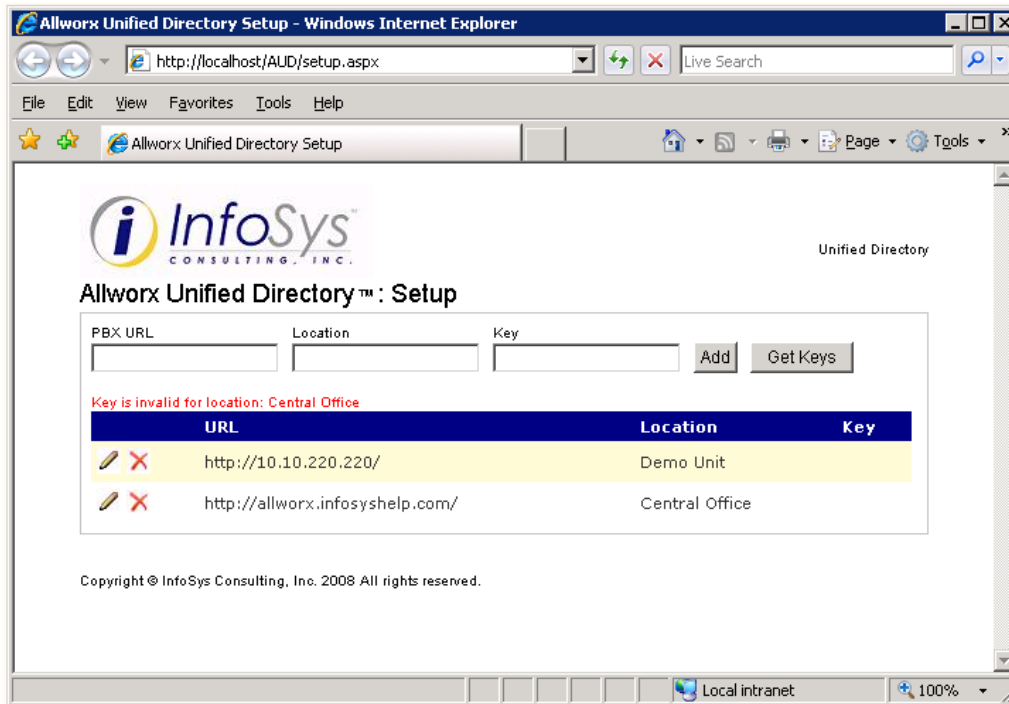 Allworx Unified Directory Setup - Windows Internet Explorer
http://localhost/AUD/setup.aspx
Live Search
File Edit View Favorites Tools Help
Allworx Unified Directory Setup
Page Tools »
i InfoSys™
CONSULTING, INC.
Unified Directory
Allworx Unified Directory™: Setup
PBX URL Location Key
Add Get Keys
Key is invalid for location: Central Office
URL Location Key
http://10.10.220.220/ Demo Unit
http://allworx.infosyshelp.com/ Central Office
Copyright © InfoSys Consulting, Inc. 2008 All rights reserved.
Local intranet 100%